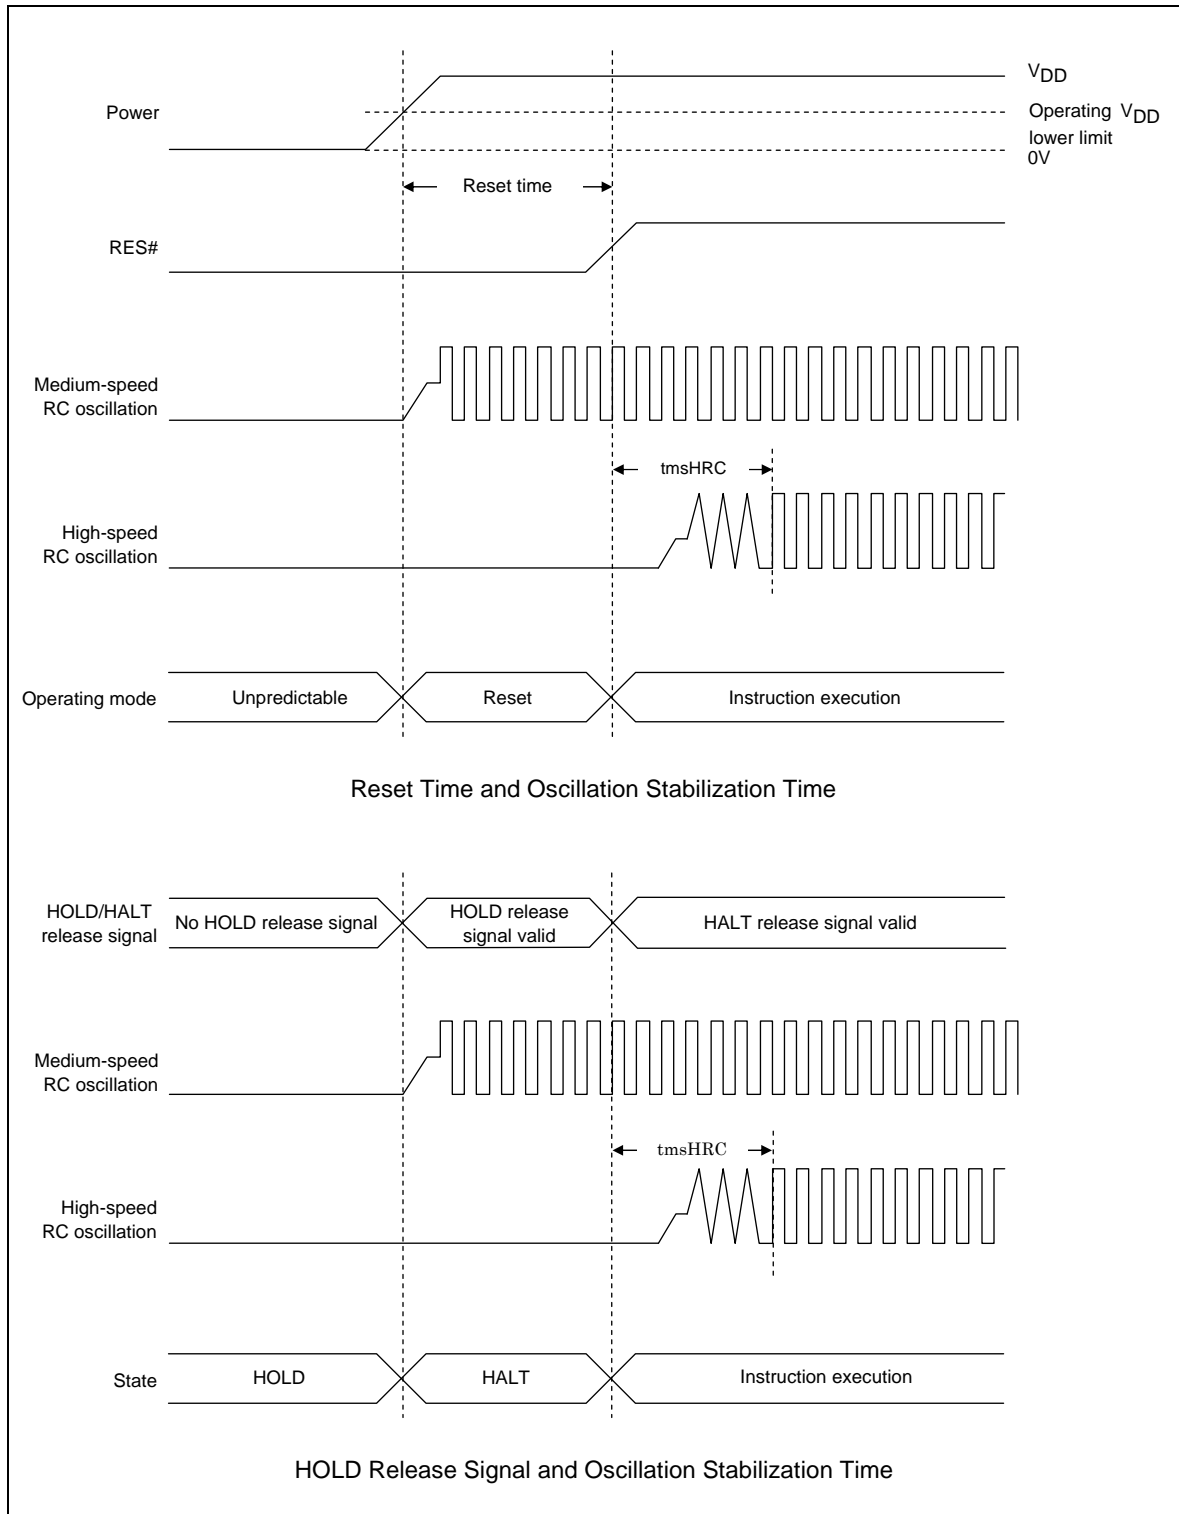 VDD
Power
Operating VDD
lower limit
0V
Reset time
RES#
Medium-speed
RC oscillation
tmsHRC
High-speed
RC oscillation
Operating mode
Unpredictable
Reset
Instruction execution
Reset Time and Oscillation Stabilization Time
HOLD/HALT
release signal
No HOLD release signal
HOLD release
signal valid
HALT release signal valid
Medium-speed
RC oscillation
tmsHRC
High-speed
RC oscillation
State
HOLD
HALT
Instruction execution
HOLD Release Signal and Oscillation Stabilization Time